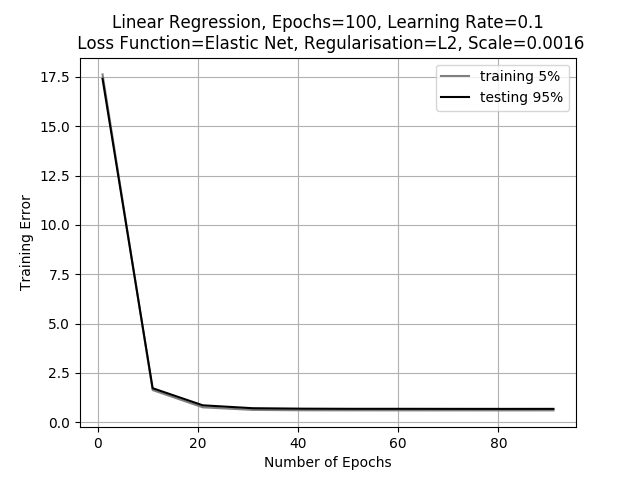 Linear Regression, Epochs=100, Learning Rate=0.1
Loss Function=Elastic Net, Regularisation=L2, Scale=0.0016
training 5%
testing 95%
17.5
15.0
12.5
10.0
7.5
5.0
2.5
0.0
Training Error
0 20 40 60 80
Number of Epochs